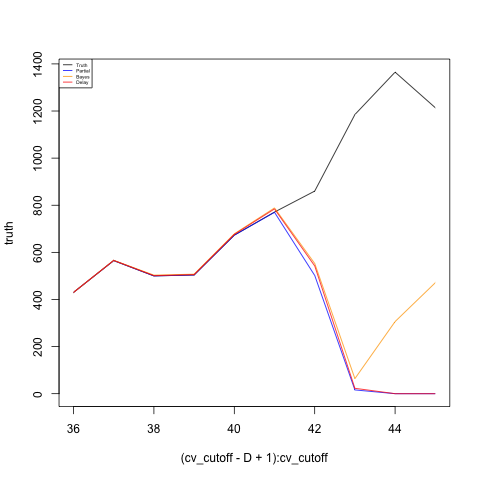 Truth
Partial
Bayes
Delay
truth
1400
1200
1000
800
600
400
200
0
36
38
40
42
44
(cv_cutoff - D + 1):cv_cutoff